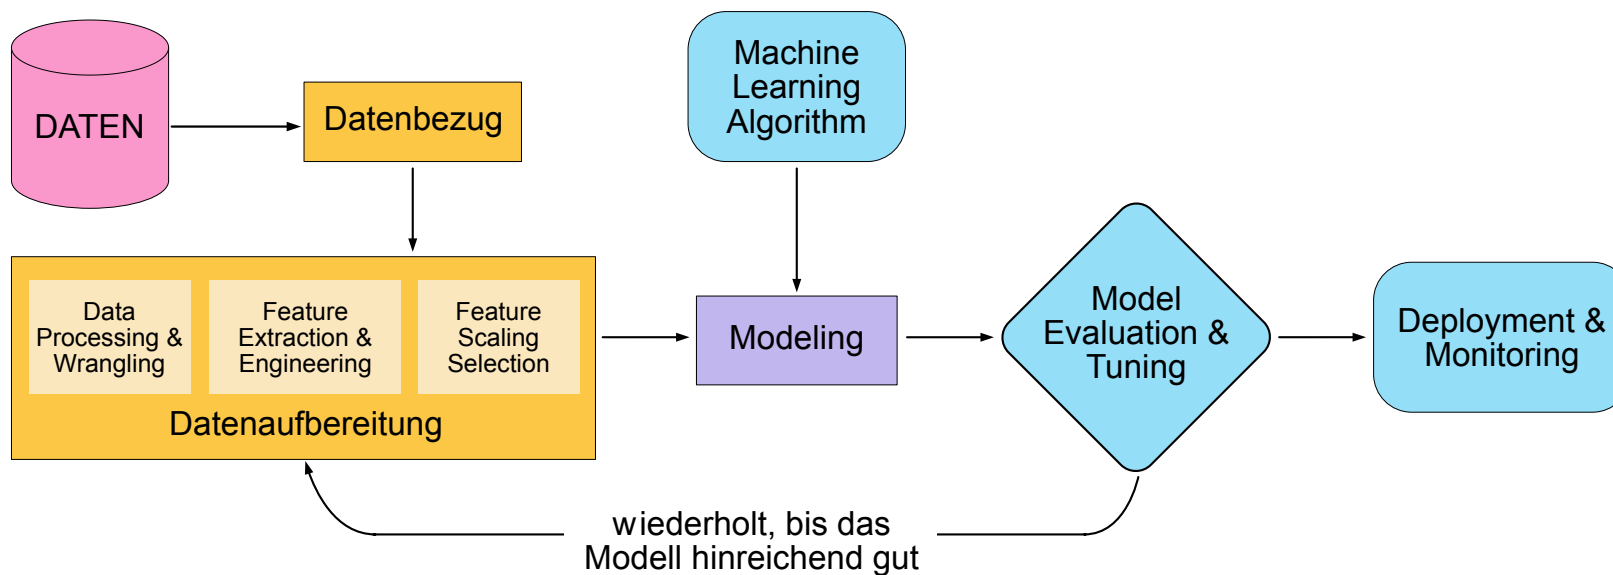 DATEN
Datenbezug
Machine
Learning
Algorithm
Data
Processing &
Wrangling
Feature
Extraction &
Engineering
Feature
Scaling
Selection
Datenaufbereitung
Modeling
Model
Evaluation &
Tuning
Deployment &
Monitoring
wiederholt, bis das
Modell hinreichend gut